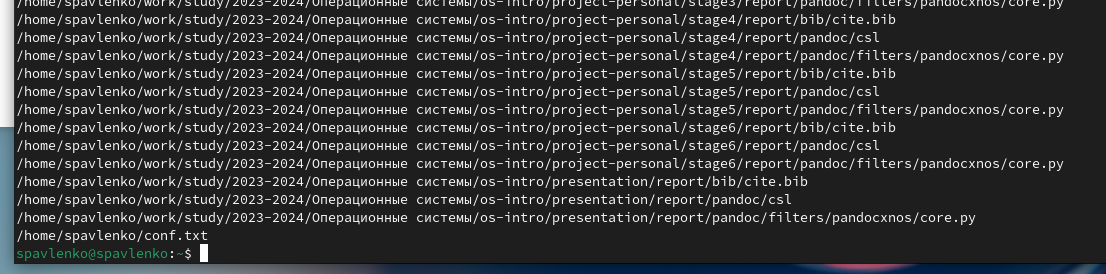 /home/spavlenko/work/study/2023-2024/Операционные системы/os-intro/project-personal/stage3/report/pandoc/filters/pandocxnos/core.py
/home/spavlenko/work/study/2023-2024/Операционные системы/os-intro/project-personal/stage4/report/bib/cite.bib
/home/spavlenko/work/study/2023-2024/Операционные системы/os-intro/project-personal/stage4/report/pandoc/csl
/home/spavlenko/work/study/2023-2024/Операционные системы/os-intro/project-personal/stage4/report/pandoc/filters/pandocxnos/core.py
/home/spavlenko/work/study/2023-2024/Операционные системы/os-intro/project-personal/stage5/report/bib/cite.bib
/home/spavlenko/work/study/2023-2024/Операционные системы/os-intro/project-personal/stage5/report/pandoc/csl
/home/spavlenko/work/study/2023-2024/Операционные системы/os-intro/project-personal/stage5/report/pandoc/filters/pandocxnos/core.py
/home/spavlenko/work/study/2023-2024/Операционные системы/os-intro/project-personal/stage6/report/bib/cite.bib
/home/spavlenko/work/study/2023-2024/Операционные системы/os-intro/project-personal/stage6/report/pandoc/csl
/home/spavlenko/work/study/2023-2024/Операционные системы/os-intro/project-personal/stage6/report/pandoc/filters/pandocxnos/core.py
/home/spavlenko/work/study/2023-2024/Операционные системы/os-intro/presentation/report/bib/cite.bib
/home/spavlenko/work/study/2023-2024/Операционные системы/os-intro/presentation/report/pandoc/csl
/home/spavlenko/work/study/2023-2024/Операционные системы/os-intro/presentation/report/pandoc/filters/pandocxnos/core.py
/home/spavlenko/conf.txt
spavlenko@spavlenko:~$